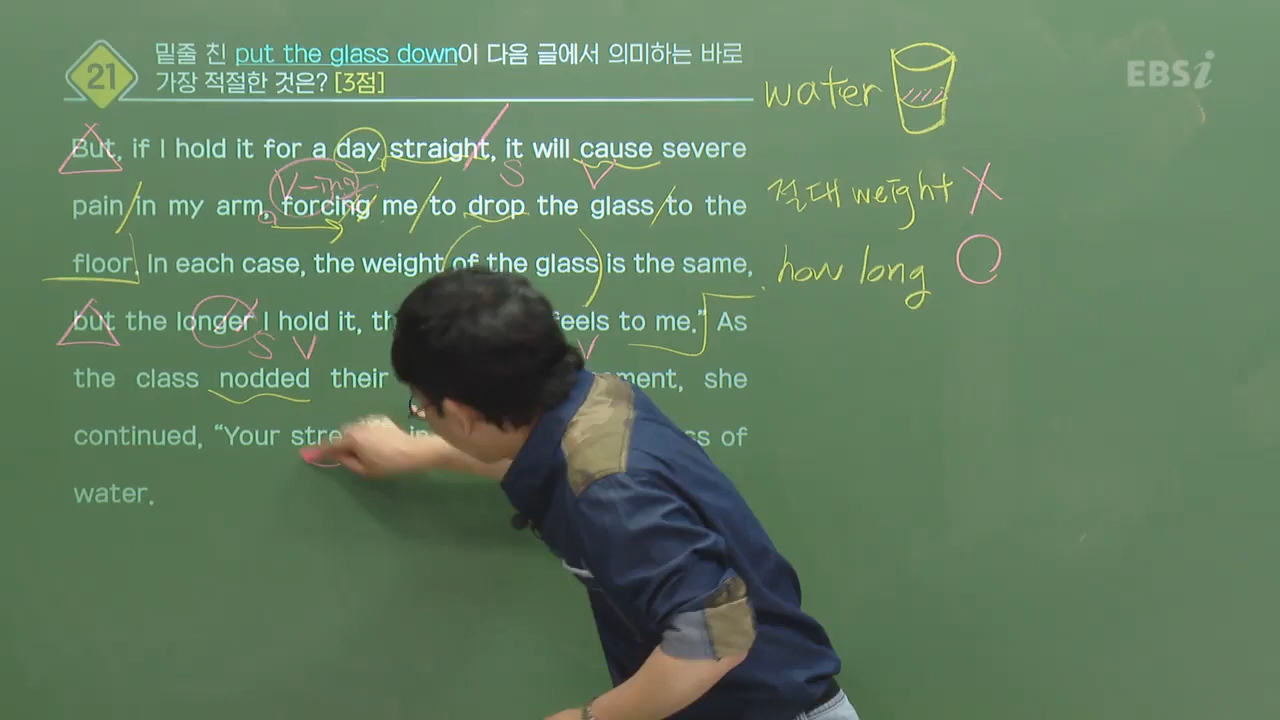 21
밑줄 친 put the glass down이 다음 글에서 의미하는 바로
가장 적절한 것은? [3점]
EBSi
water
But, if I hold it for a day straight, it will cause severe
S V
V-ing
pain in my arm, forcing me to drop the glass to the
절대 weight X
floor. In each case, the weight of the glass is the same,
how long O
but the longer I hold it, feels to me.” As
S V V
the class nodded their she
continued, “Your of
water.